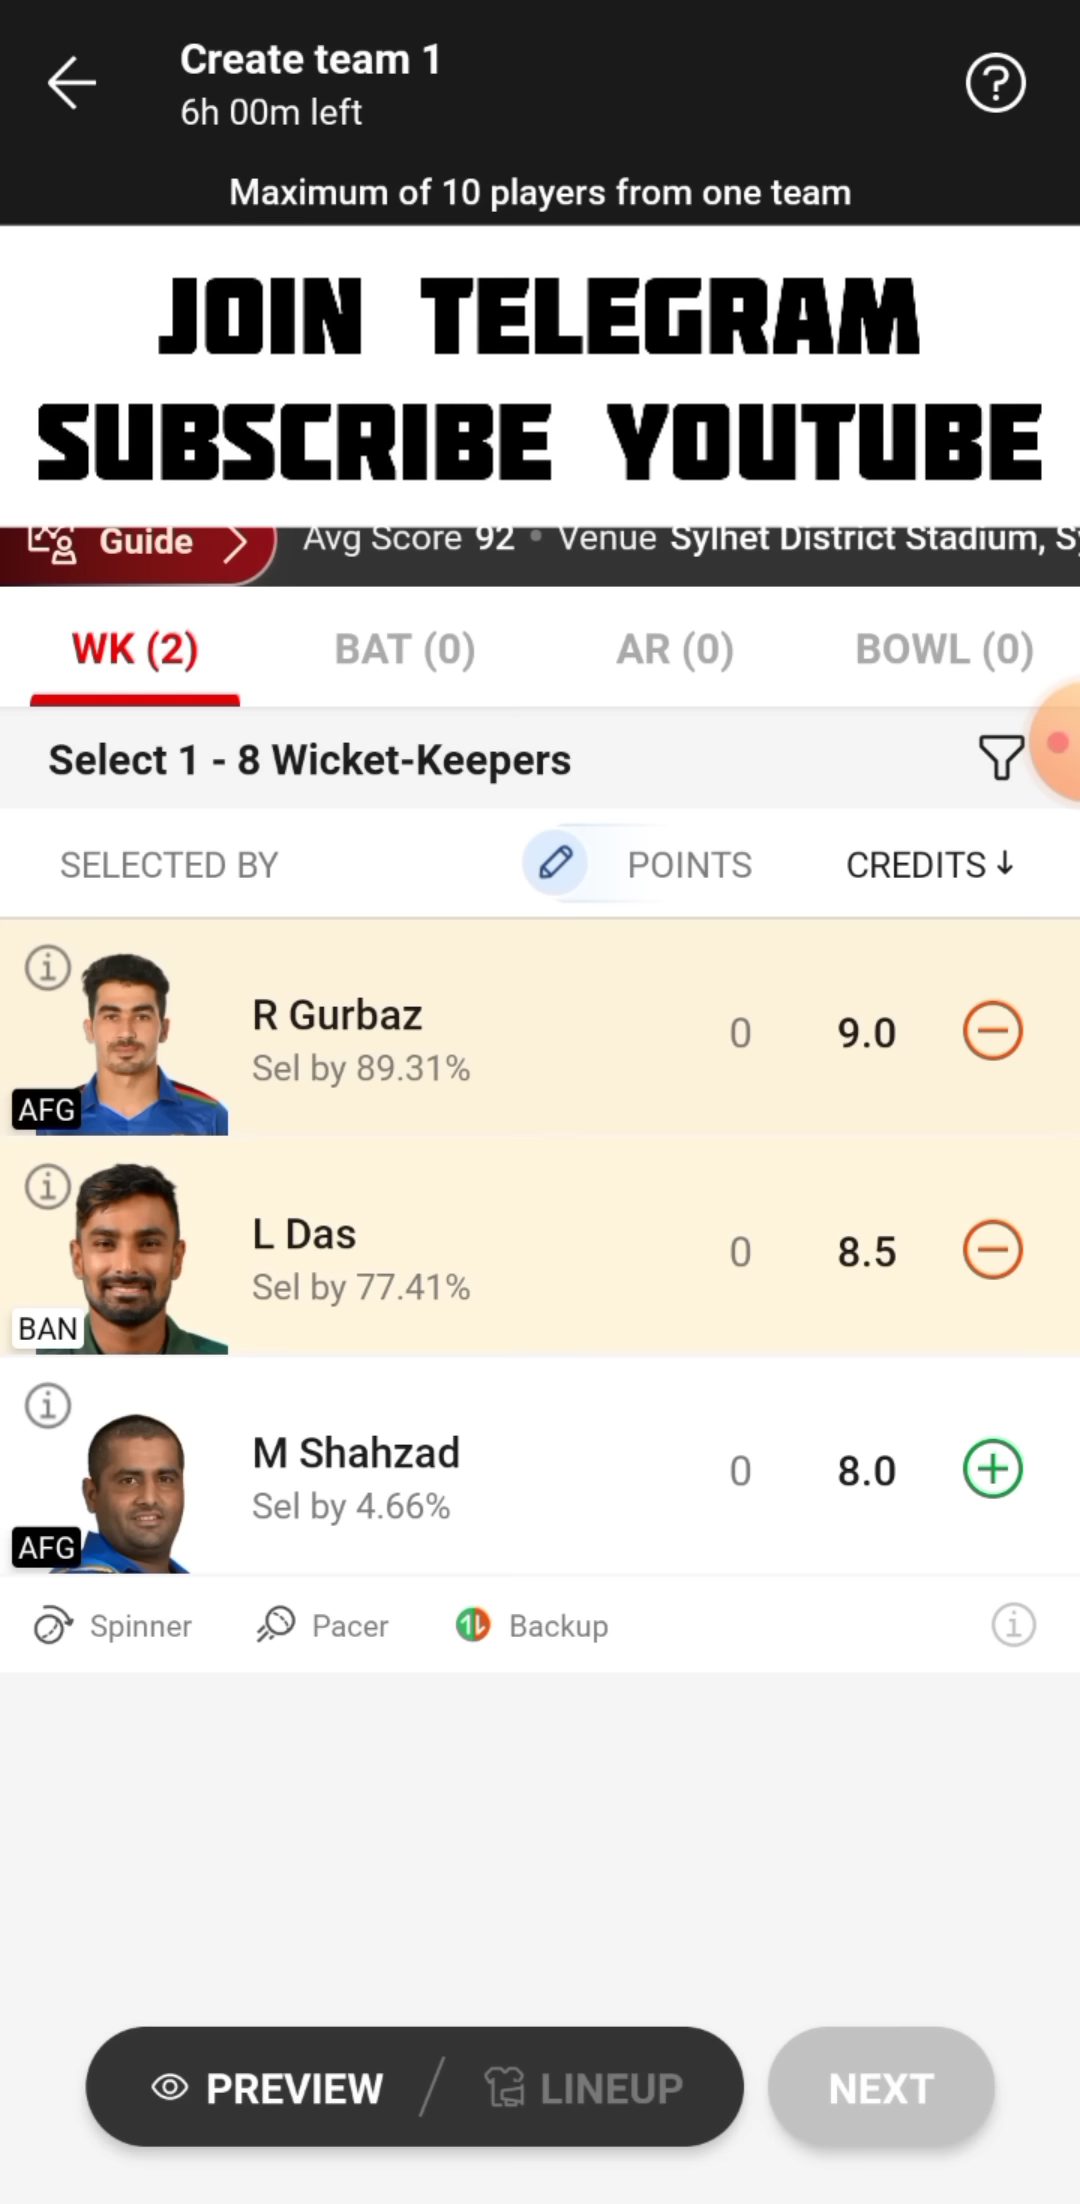 Create team 1
6h 00m left
Maximum of 10 players from one team
JOIN TELEGRAM
SUBSCRIBE YOUTUBE
Guide Avg Score 92 • Venue Sylhet District Stadium,
WK (2) BAT (0) AR (0) BOWL (0)
Select 1 - 8 Wicket-Keepers
SELECTED BY POINTS CREDITS ↓
R Gurbaz 0 9.0
Sel by 89.31%
AFG
L Das 0 8.5
Sel by 77.41%
BAN
M Shahzad 0 8.0
Sel by 4.66%
AFG
Spinner Pacer Backup
PREVIEW / LINEUP NEXT